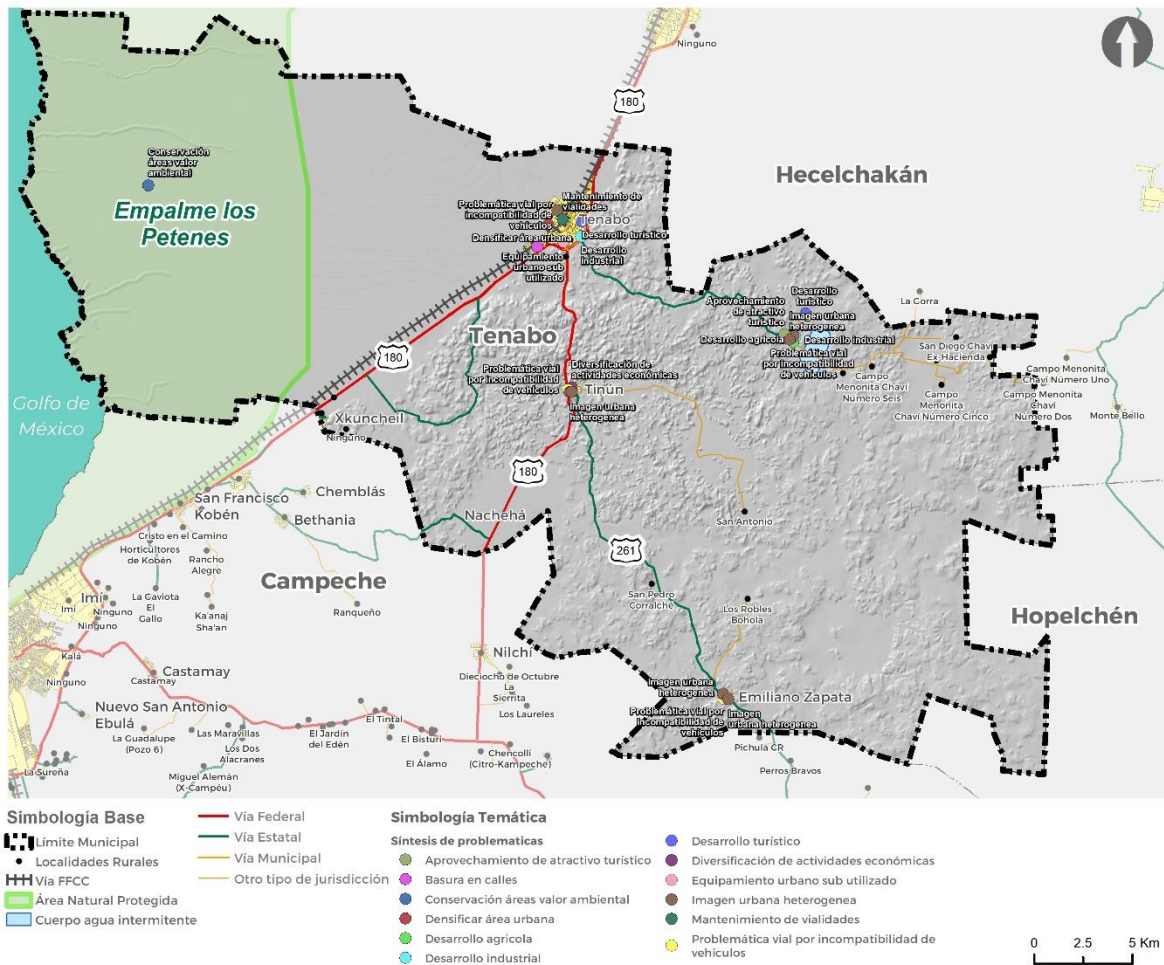 Ninguno
180
Hecelchakán
Conservación
áreas valor
ambiental
Empalme los
Petenes
Mantenimiento de
vialidades
Problemática vial por
incompatibilidad de
vehículos
Tenabo
Densificar área urbana
Desarrollo turístico
Desarrollo
Industrial
Equipamiento
urbano sub
utilizado
Desarrollo
turístico
La Gorra
Aprovechamiento
de atractivo
turístico
Imagen urbana
heterogenea
Desarrollo agrícola
Desarrollo industrial
Problemática vial
por incompatibilidad
de vehículos
San Diego Chavi
Ex-Hacienda
Campo
Menonita Chavi
Número Seis
Campo
Menonita
Chavi
Número Cinco
Campo Menonita
Chavi Número Uno
Campo Menonita
Chaví
Número Dos
Monte Bello
Tenabo
180
Diversificación de
actividades económicas
Problemática vial
por incompatibilidad
de vehículos
Tinún
Imagen urbana
heterogenea
Golfo de
México
Xkuncheil
Ninguno
180
Nachehá
San Antonio
San Francisco
Kobén
Chemblás
Bethania
Cristo en el Camino
Horticultores
de Kobén
Rancho
Alegre
261
Campeche
San Pedro
Corralché
Los Robles
Bohola
Hopelchén
Imí
Imí
Ninguno
Ninguno
La Gaviota
El
Gallo
Ka'anaj
Sha'an
Ranqueño
Kalá
Ninguno
Castamay
Castamay
Nilchí
Dieciocho de Octubre
La
Sierrita
Los Laureles
Imagen urbana
heterogenea
Emiliano Zapata
Problemática vial por
incompatibilidad de
vehículos
Imagen
urbana heterogenea
Nuevo San Antonio
Ebulá
La Guadalupe
(Pozo 6)
Las Maravillas
Los Dos
Alacranes
El Jardín
del Edén
El Tintal
El Bisturí
El Álamo
Chencollí
(Citro-Kampeche)
Pichula CR
Perros Bravos
La Sureña
Miguel Alemán
(X-Campéu)
Simbología Base
Límite Municipal
Localidades Rurales
Vía FFCC
Área Natural Protegida
Cuerpo agua intermitente
Vía Federal
Vía Estatal
Vía Municipal
Otro tipo de jurisdicción
Simbología Temática
Síntesis de problematicas
Aprovechamiento de atractivo turístico
Basura en calles
Conservación áreas valor ambiental
Densificar área urbana
Desarrollo agricola
Desarrollo industrial
Desarrollo turístico
Diversificación de actividades económicas
Equipamiento urbano sub utilizado
Imagen urbana heterogenea
Mantenimiento de vialidades
Problemática vial por incompatibilidad de
vehículos
0 2.5 5 Km